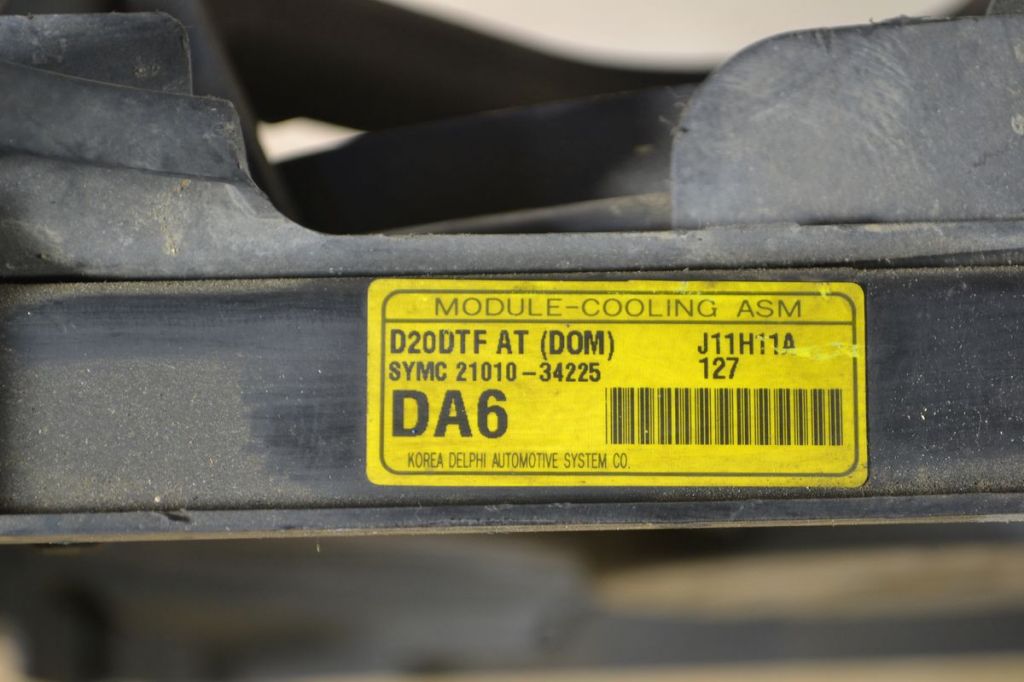 MODULE-COOLING ASM
D20DTF AT (DOM) J11H11A
SYMC 21010-34225 127
DA6
KOREA DELPHI AUTOMOTIVE SYSTEM CO.